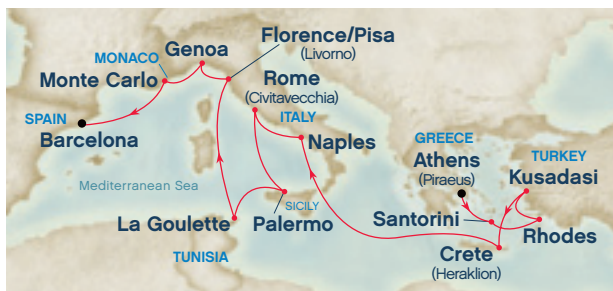 Genoa
Florence/Pisa
(Livorno)
MONACO
Monte Carlo
Rome
(Civitavecchia)
SPAIN
Barcelona
ITALY
Naples
GREECE
Athens
(Piraeus)
TURKEY
Kusadasi
Mediterranean Sea
La Goulette
SICILY
Palermo
Santorini
Rhodes
TUNISIA
Crete
(Heraklion)